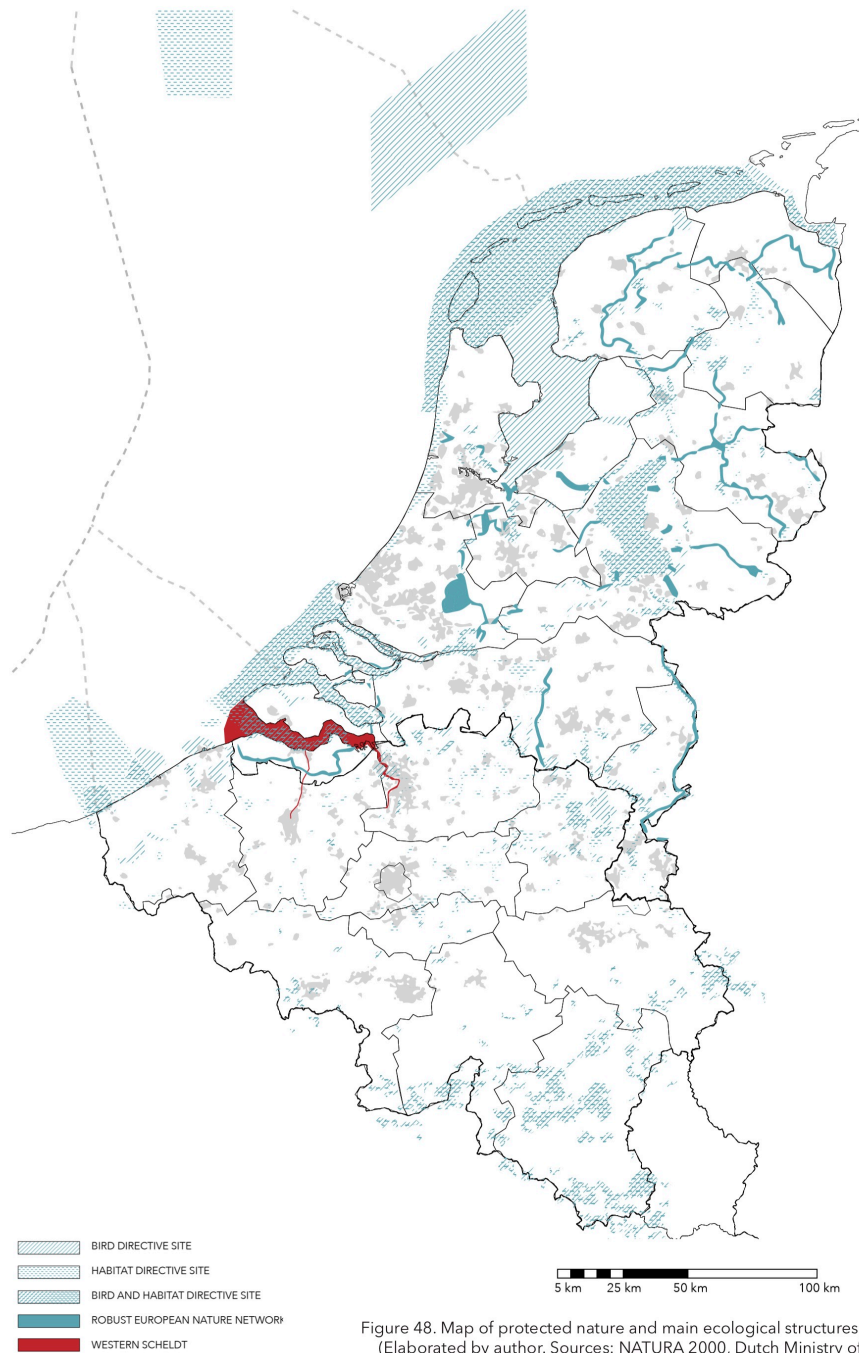 BIRD DIRECTIVE SITE
HABITAT DIRECTIVE SITE
BIRD AND HABITAT DIRECTIVE SITE
ROBUST EUROPEAN NATURE NETWORK
WESTERN SCHELDT
5 km 25 km 50 km 100 km
Figure 48. Map of protected nature and main ecological structures
(Elaborated by author. Sources: NATURA 2000, Dutch Ministry of